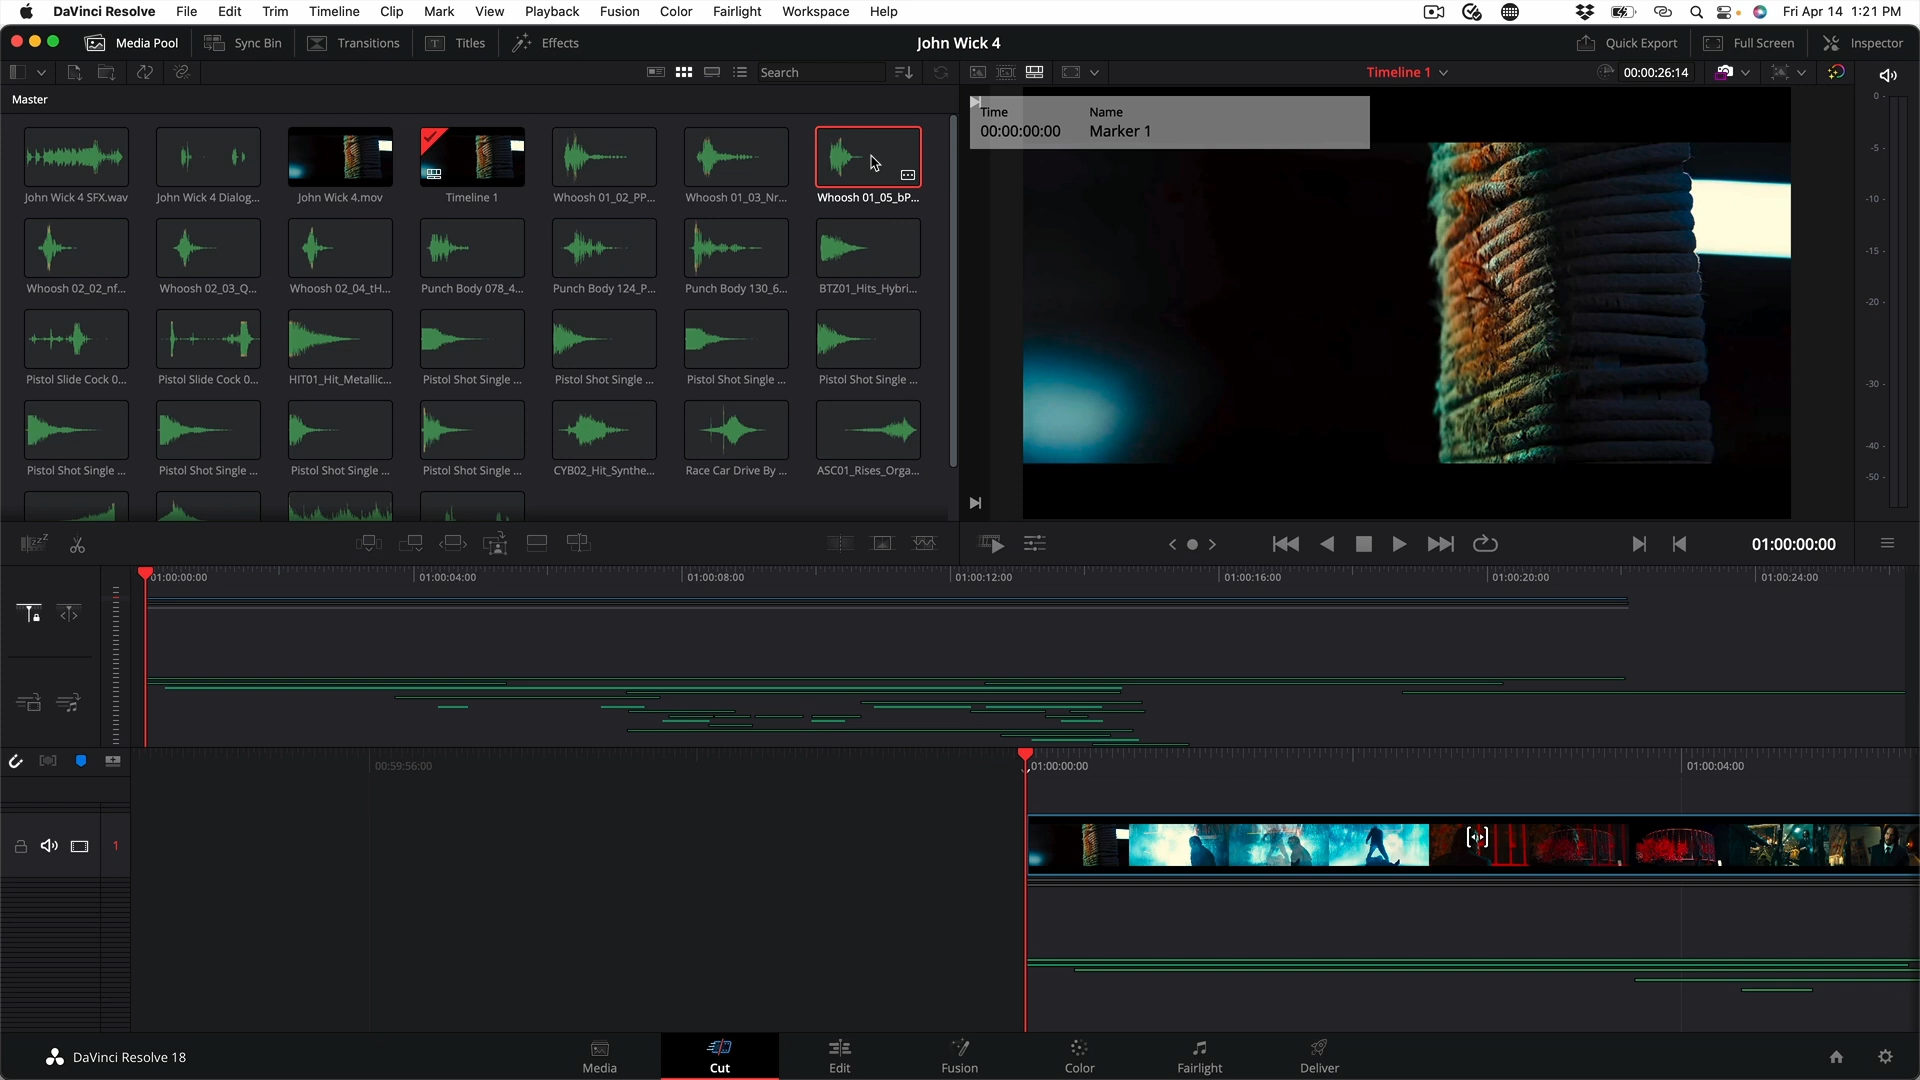 DaVinci Resolve File Edit Trim Timeline Clip Mark View Playback Fusion Color Fairlight Workspace Help Fri Apr 14 1:21 PM
Media Pool Sync Bin Transitions Titles Effects John Wick 4 Quick Export Full Screen Inspector
Search Timeline 1 00:00:26:14
Master
Time Name
00:00:00:00 Marker 1
John Wick 4 SFX.wav John Wick 4 Dialog... John Wick 4.mov Timeline 1 Whoosh 01_02_PP... Whoosh 01_03_Nr... Whoosh 01_05_bP...
Whoosh 02_02_nf... Whoosh 02_03_Q... Whoosh 02_04_tH... Punch Body 078_4... Punch Body 124_P... Punch Body 130_6... BTZ01_Hits_Hybri...
Pistol Slide Cock 0... Pistol Slide Cock 0... HIT01_Hit_Metallic... Pistol Shot Single ... Pistol Shot Single ... Pistol Shot Single ... Pistol Shot Single ...
Pistol Shot Single ... Pistol Shot Single ... Pistol Shot Single ... Pistol Shot Single ... CYB02_Hit_Synthe... Race Car Drive By ... ASC01_Rises_Orga...
0 -
-5 -
-10 -
-15 -
-20 -
-30 -
-40 -
-50 -
01:00:00:00
01:00:00:00 01:00:04:00 01:00:08:00 01:00:12:00 01:00:16:00 01:00:20:00 01:00:24:00
00:59:56:00 01:00:00:00 01:00:04:00
1
DaVinci Resolve 18 Media Cut Edit Fusion Color Fairlight Deliver